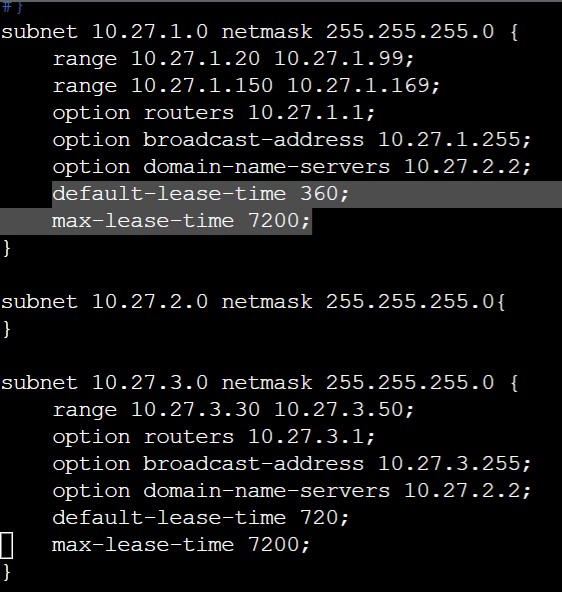 #}
subnet 10.27.1.0 netmask 255.255.255.0 {
    range 10.27.1.20 10.27.1.99;
    range 10.27.1.150 10.27.1.169;
    option routers 10.27.1.1;
    option broadcast-address 10.27.1.255;
    option domain-name-servers 10.27.2.2;
    default-lease-time 360;
    max-lease-time 7200;
}

subnet 10.27.2.0 netmask 255.255.255.0{
}

subnet 10.27.3.0 netmask 255.255.255.0 {
    range 10.27.3.30 10.27.3.50;
    option routers 10.27.3.1;
    option broadcast-address 10.27.3.255;
    option domain-name-servers 10.27.2.2;
    default-lease-time 720;
    max-lease-time 7200;
}